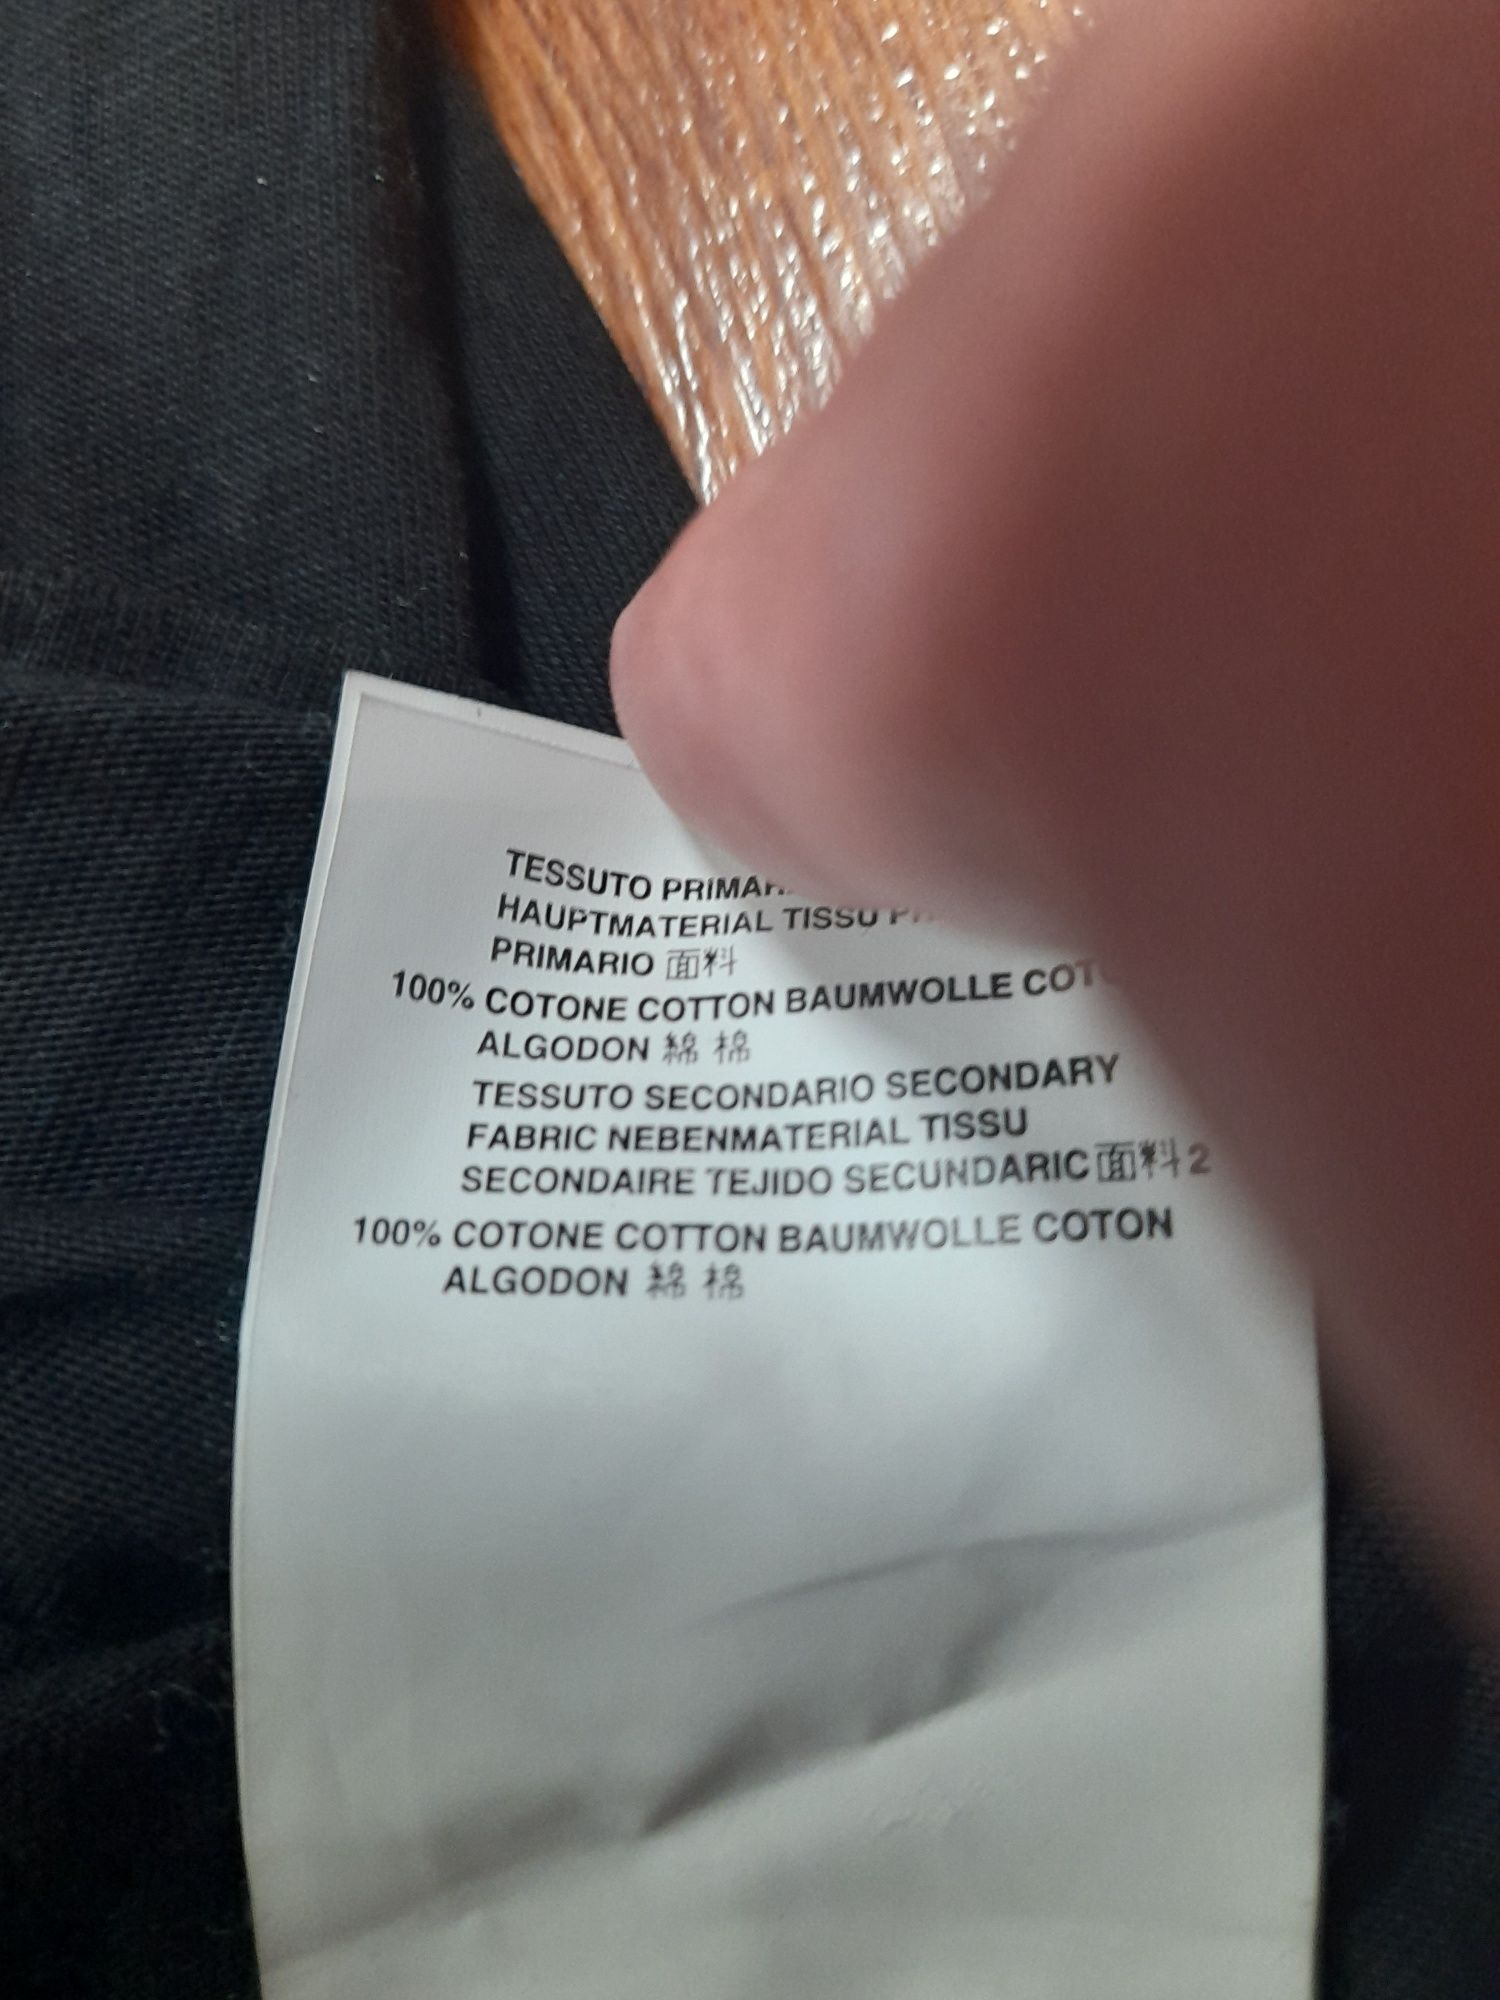 TESSUTO
HAUPTMATERIAL TISSU
PRIMARIO 面料
100% COTONE COTTON BAUMWOLLE
ALGODON 綿 棉
TESSUTO SECONDARIO SECONDARY
FABRIC NEBENMATERIAL TISSU
SECONDAIRE TEJIDO SECUNDARIC 面料2
100% COTONE COTTON BAUMWOLLE COTON
ALGODON 綿 棉